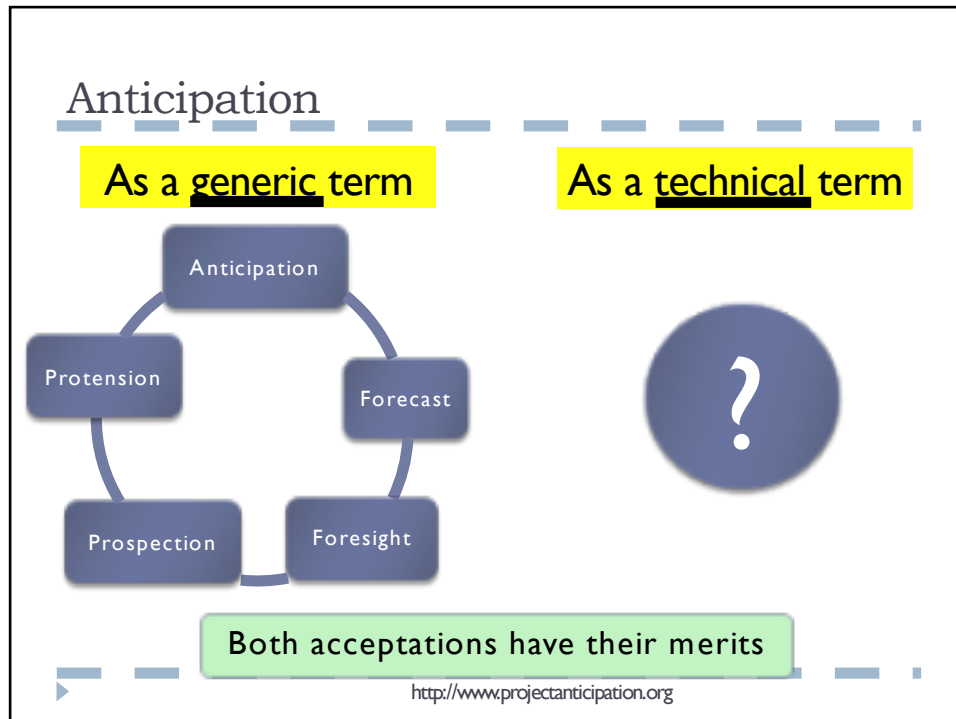 Anticipation
As a generic term
As a technical term
Anticipation
Protension
Forecast
Prospection
Foresight
?
Both acceptations have their merits
http://www.projectanticipation.org